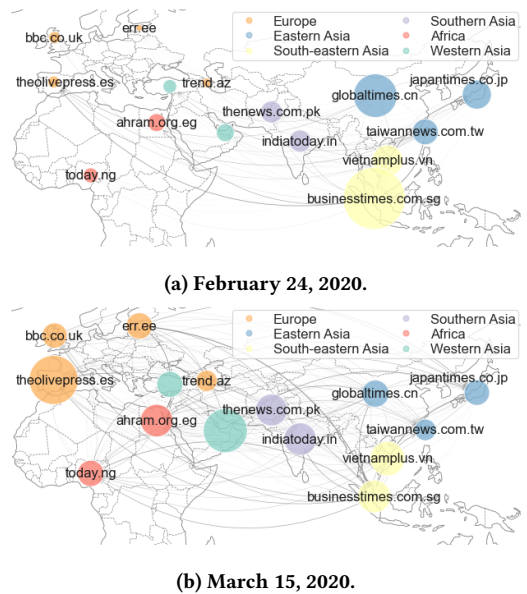 Europe
Eastern Asia
South-eastern Asia
Southern Asia
Africa
Western Asia
bbc.co.uk
err.ee
theolivepress.es
trend.az
globaltimes.cn
japantimes.co.jp
thenews.com.pk
ahram.org.eg
indiatoday.in
taiwannews.com.tw
vietnamplus.vn
today.ng
businesstimes.com.sg
(a) February 24, 2020.
Europe
Eastern Asia
South-eastern Asia
Southern Asia
Africa
Western Asia
bbc.co.uk
err.ee
theolivepress.es
trend.az
globaltimes.cn
japantimes.co.jp
thenews.com.pk
ahram.org.eg
indiatoday.in
taiwannews.com.tw
vietnamplus.vn
today.ng
businesstimes.com.sg
(b) March 15, 2020.